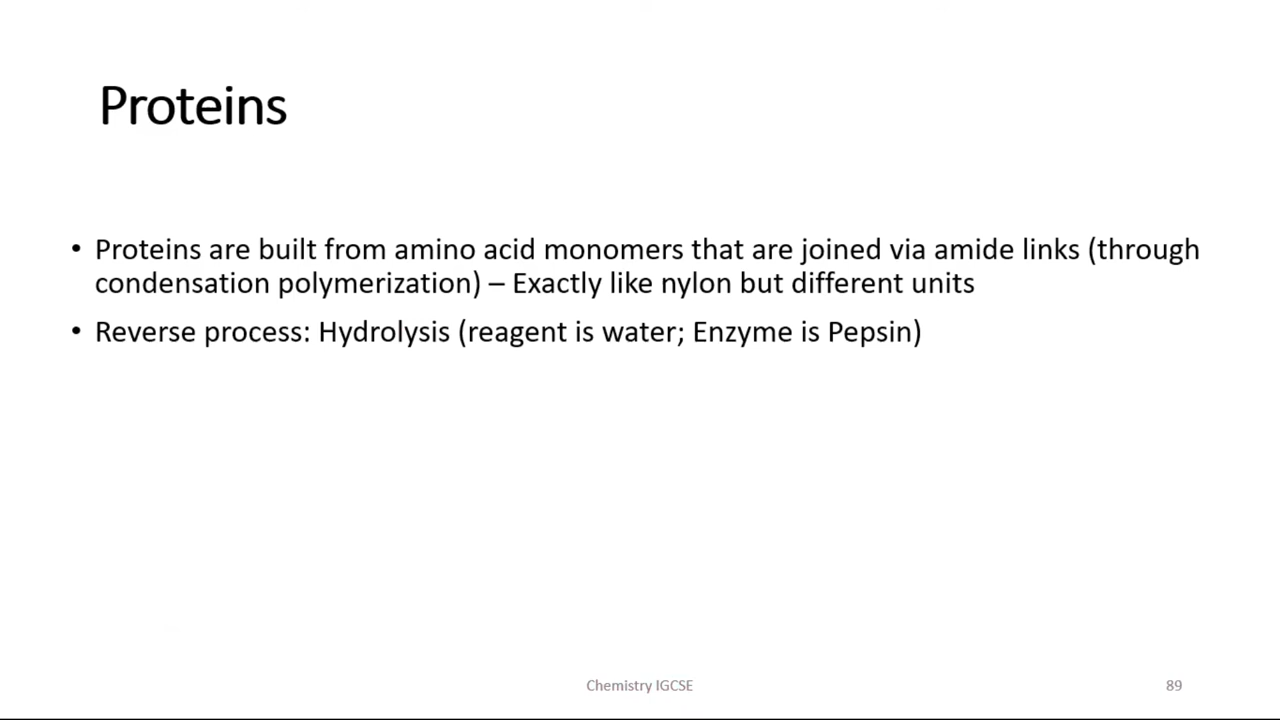 Proteins
• Proteins are built from amino acid monomers that are joined via amide links (through
condensation polymerization) – Exactly like nylon but different units
• Reverse process: Hydrolysis (reagent is water; Enzyme is Pepsin)
Chemistry IGCSE
89